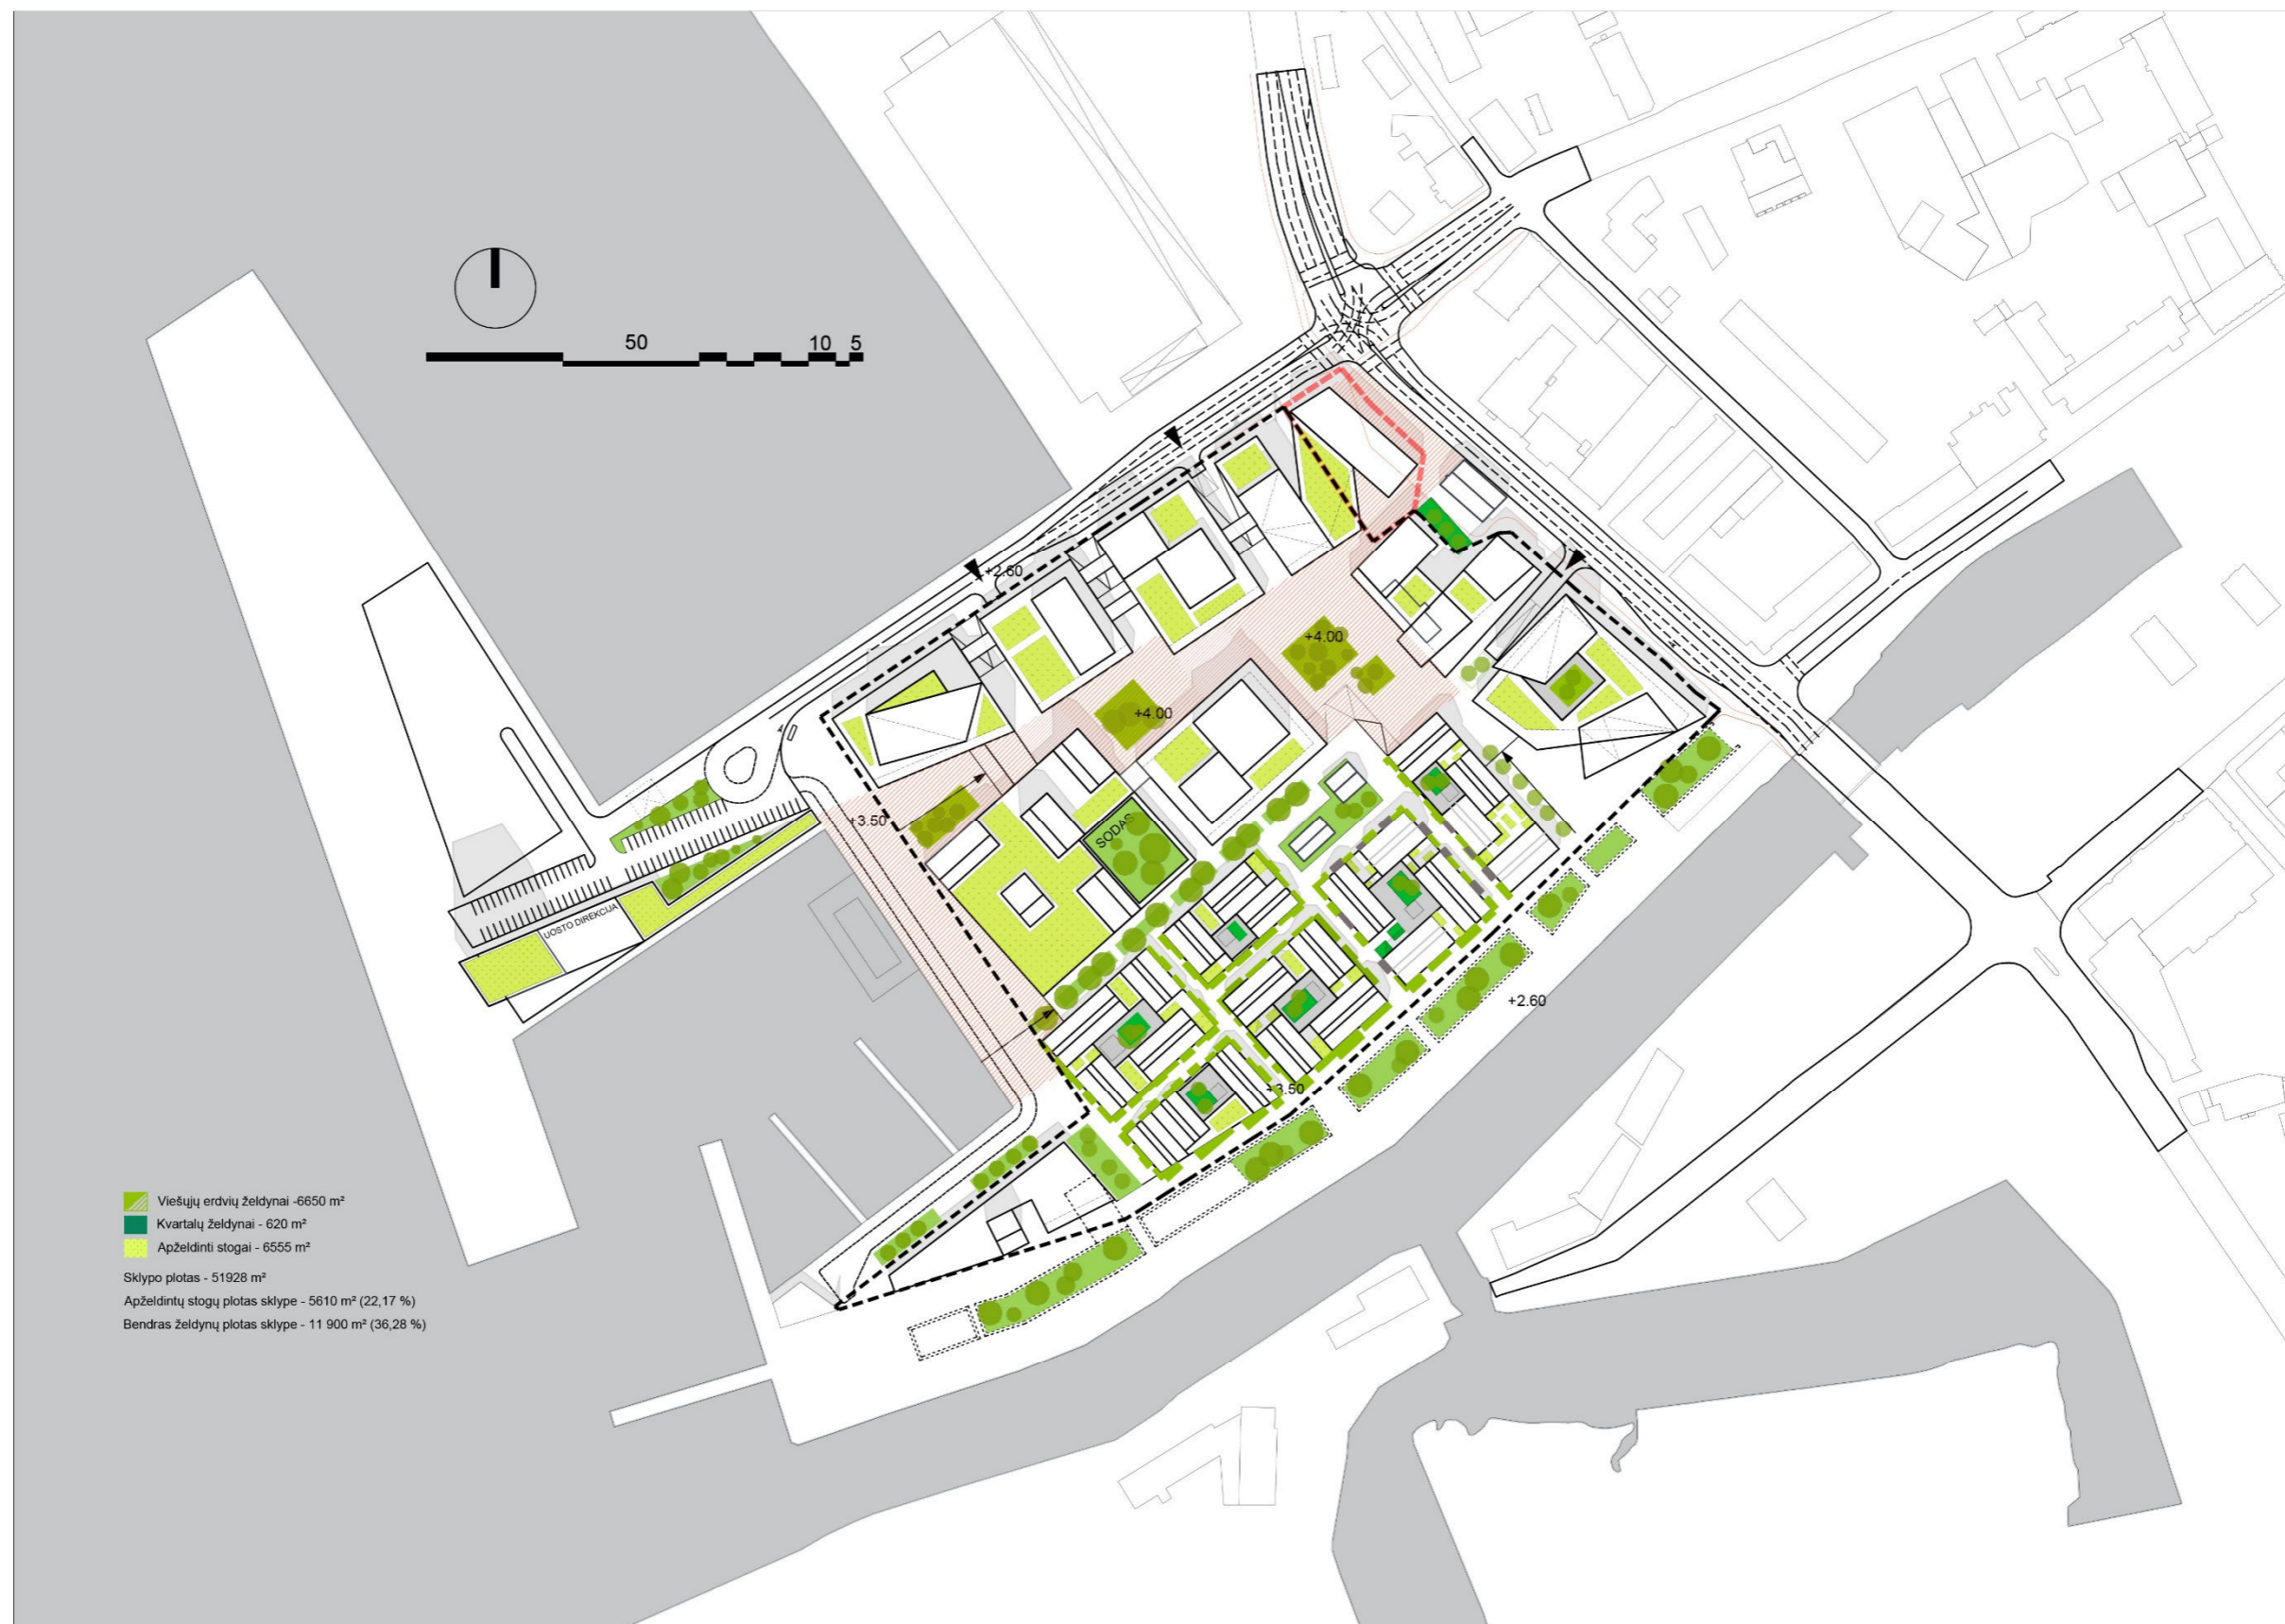 50 10 5
+2.60
+4.00
+4.00
+3.50
SODAS
UOSTO DIREKCIJA
+2.60
+3.50
Viešųjų erdvių želdynai -6650 m²
Kvartalų želdynai - 620 m²
Apželdinti stogai - 6555 m²
Sklypo plotas - 51928 m²
Apželdintų stogų plotas sklype - 5610 m² (22,17 %)
Bendras želdynų plotas sklype - 11 900 m² (36,28 %)